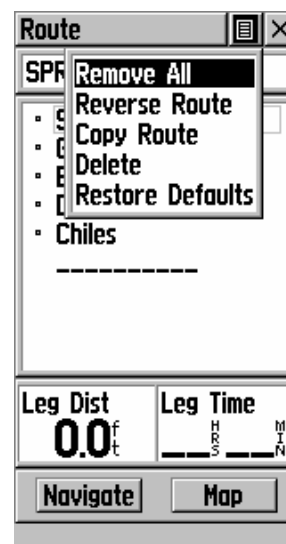 Route
SPR
Remove All
Reverse Route
Copy Route
Delete
Restore Defaults
Chiles
Leg Dist
0.0 ft
Leg Time
HRS
MIN
Navigate
Map